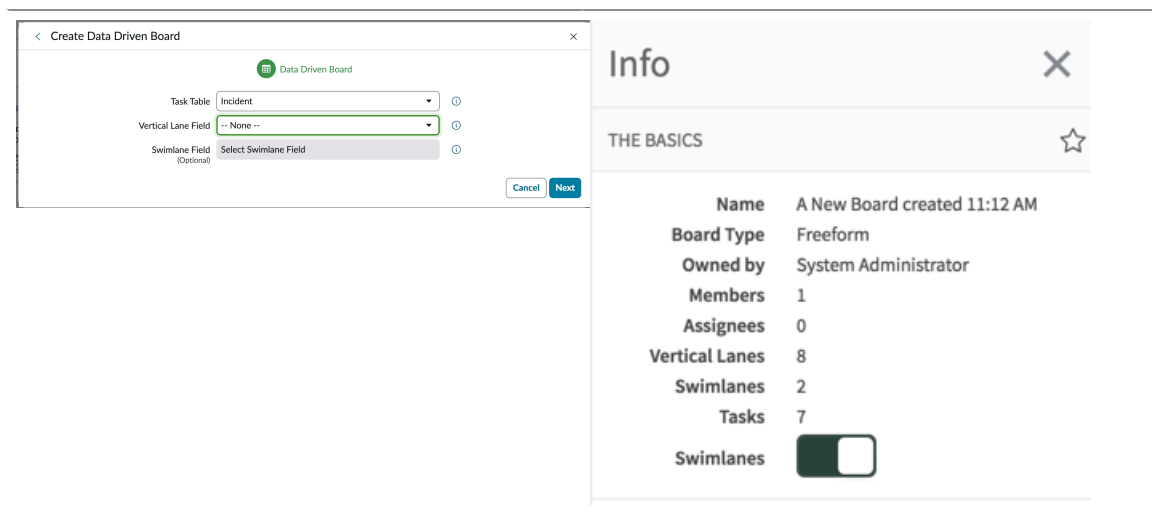 Create Data Driven Board
Data Driven Board
Task Table Incident
Vertical Lane Field -- None --
Swimlane Field Select Swimlane Field
(Optional)
Cancel Next
Info
THE BASICS
Name A New Board created 11:12 AM
Board Type Freeform
Owned by System Administrator
Members 1
Assignees 0
Vertical Lanes 8
Swimlanes 2
Tasks 7
Swimlanes